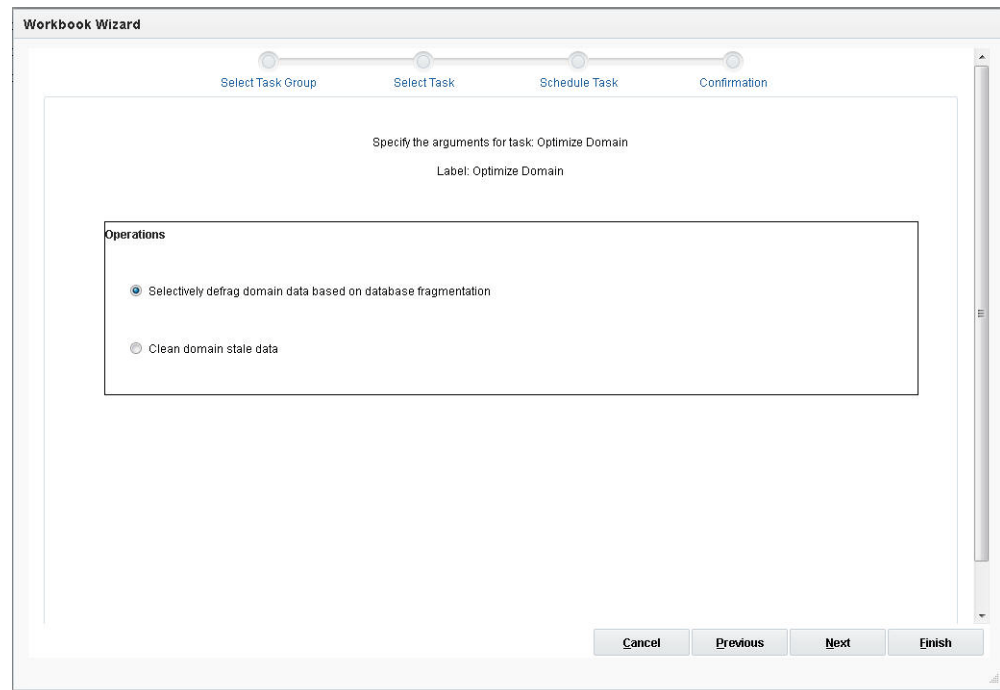 Workbook Wizard
Select Task Group Select Task Schedule Task Confirmation
Specify the arguments for task: Optimize Domain
Label: Optimize Domain
Operations
Selectively defrag domain data based on database fragmentation
Clean domain stale data
Cancel Previous Next Finish